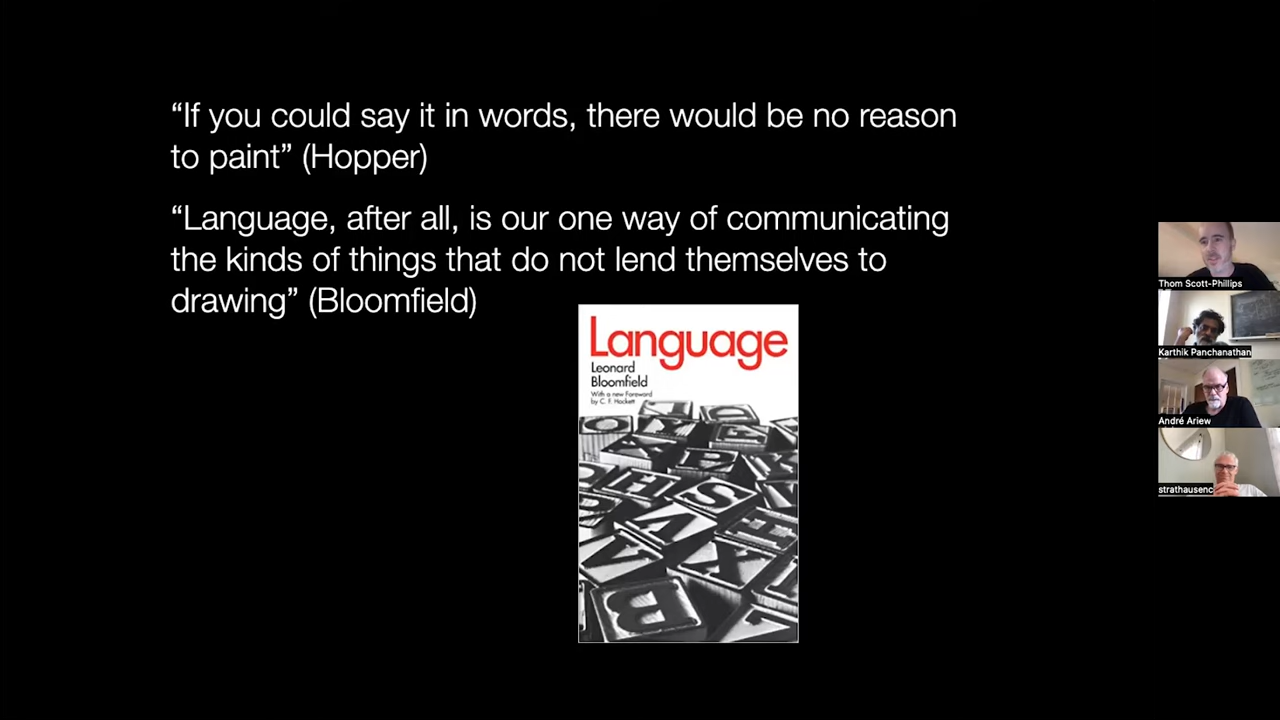 “If you could say it in words, there would be no reason
to paint” (Hopper)
“Language, after all, is our one way of communicating
the kinds of things that do not lend themselves to
drawing” (Bloomfield)
Language
Leonard
Bloomfield
With a new Foreword
by C. F. Hockett
Thom Scott-Phillips
Karthik Panchanathan
André Ariew
strathausenc